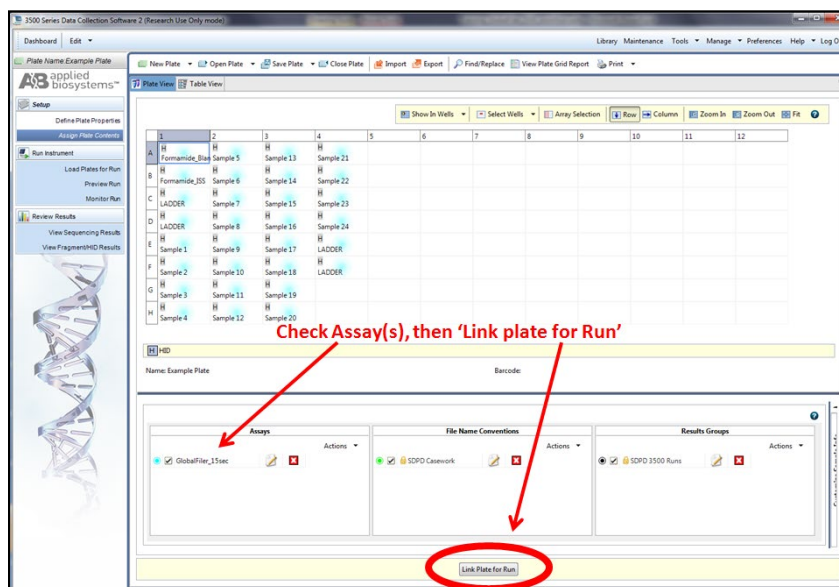 3500 Series Data Collection Software 2 (Research Use Only mode)
Dashboard Edit Library Maintenance Tools Manage Preferences Help Log O
Plate Name: Example Plate
New Plate Open Plate Save Plate Close Plate Import Export Find/Replace View Plate Grid Report Print
AB applied biosystems™
Plate View Table View
Setup
Define Plate Properties
Assign Plate Contents
Run Instrument
Load Plates for Run
Preview Run
Monitor Run
Review Results
View Sequencing Results
View Fragment/HID Results
Show In Wells Select Wells Array Selection Row Column Zoom In Zoom Out Fit
1 2 3 4 5 6 7 8 9 10 11 12
H H H H
A Formamide_Blan Sample 5 Sample 13 Sample 21
H H H H
B Formamide_ISS Sample 6 Sample 14 Sample 22
H H H H
C LADDER Sample 7 Sample 15 Sample 23
H H H H
D LADDER Sample 8 Sample 16 Sample 24
H H H H
E Sample 1 Sample 9 Sample 17 LADDER
H H H H
F Sample 2 Sample 10 Sample 18 LADDER
H H H
G Sample 3 Sample 11 Sample 19
H H H
H Sample 4 Sample 12 Sample 20
Check Assay(s), then ‘Link plate for Run’
H HID
Name: Example Plate Barcode:
Assays File Name Conventions Results Groups
Actions Actions Actions
GlobalFiler_15sec SDPD Casework SDPD 3500 Runs
Link Plate for Run